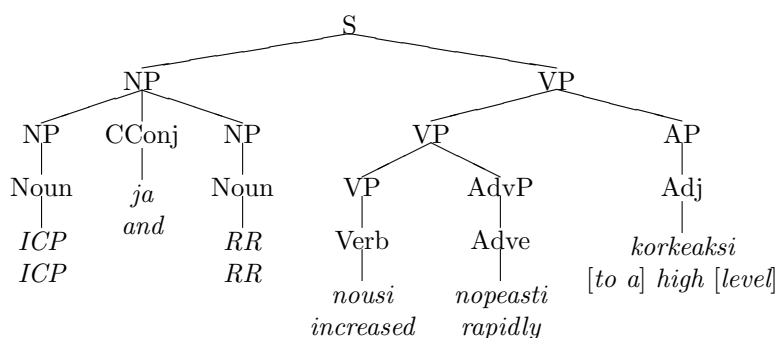 S
NP VP
NP CConj NP VP AP
Noun ja Noun VP AdvP Adj
and
ICP RR Verb Adve korkeaksi
ICP RR [to a] high [level]
nousi nopeasti
increased rapidly